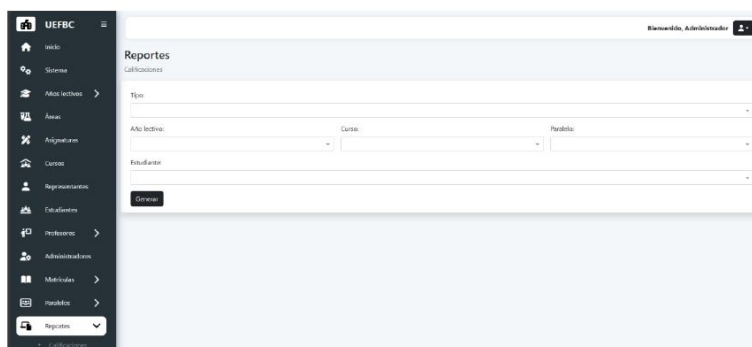 UEFBC
Bienvenido, Administrador
Inicio
Sistema
Años lectivos
Áreas
Asignaturas
Cursos
Representantes
Estudiantes
Profesores
Administradores
Matrículas
Paralelos
Reportes
Calificaciones
Reportes
Calificaciones
Tipo:
Año lectivo: Curso: Paralelo:
Estudiante:
Generar